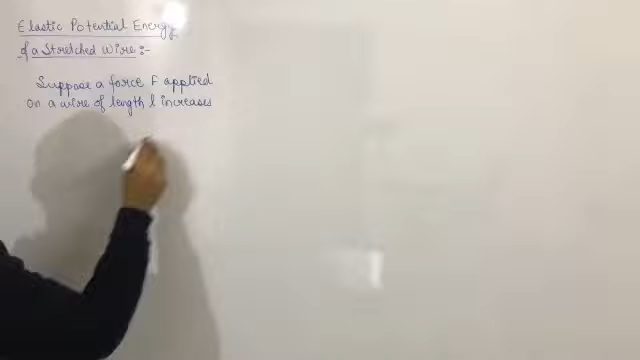 Elastic Potential Energy
of a Stretched Wire:-
Suppose a force F applied
on a wire of length l increases